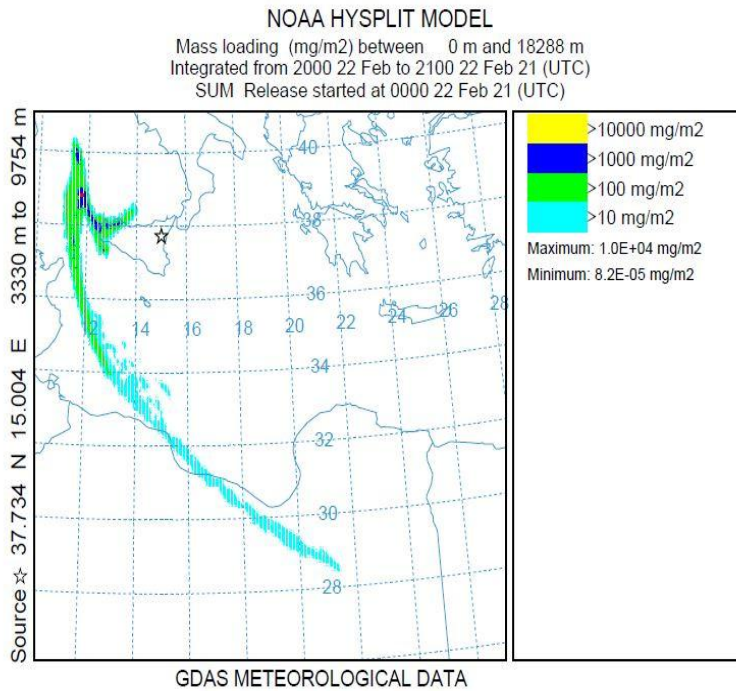 NOAA HYSPLIT MODEL
Mass loading (mg/m2) between 0 m and 18288 m
Integrated from 2000 22 Feb to 2100 22 Feb 21 (UTC)
SUM Release started at 0000 22 Feb 21 (UTC)
Source ☆ 37.734 N 15.004 E 3330 m to 9754 m
40
38
36
12 14 16 18 20 22 24 26 28
34
32
30
28
>10000 mg/m2
>1000 mg/m2
>100 mg/m2
>10 mg/m2
Maximum: 1.0E+04 mg/m2
Minimum: 8.2E-05 mg/m2
GDAS METEOROLOGICAL DATA